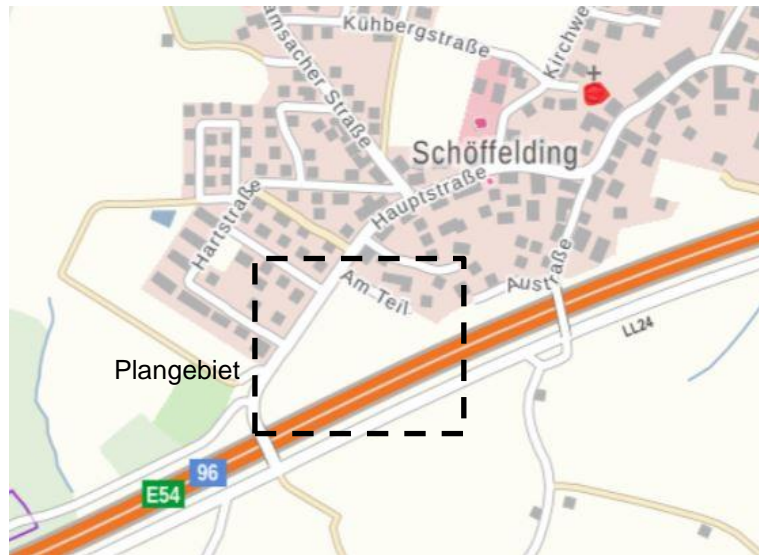 Kühbergstraße
Kirchwe
amsacher Straße
Schöffelding
Hauptstraße
Hartstraße
Am Teil
Austraße
LL24
Plangebiet
96
E54